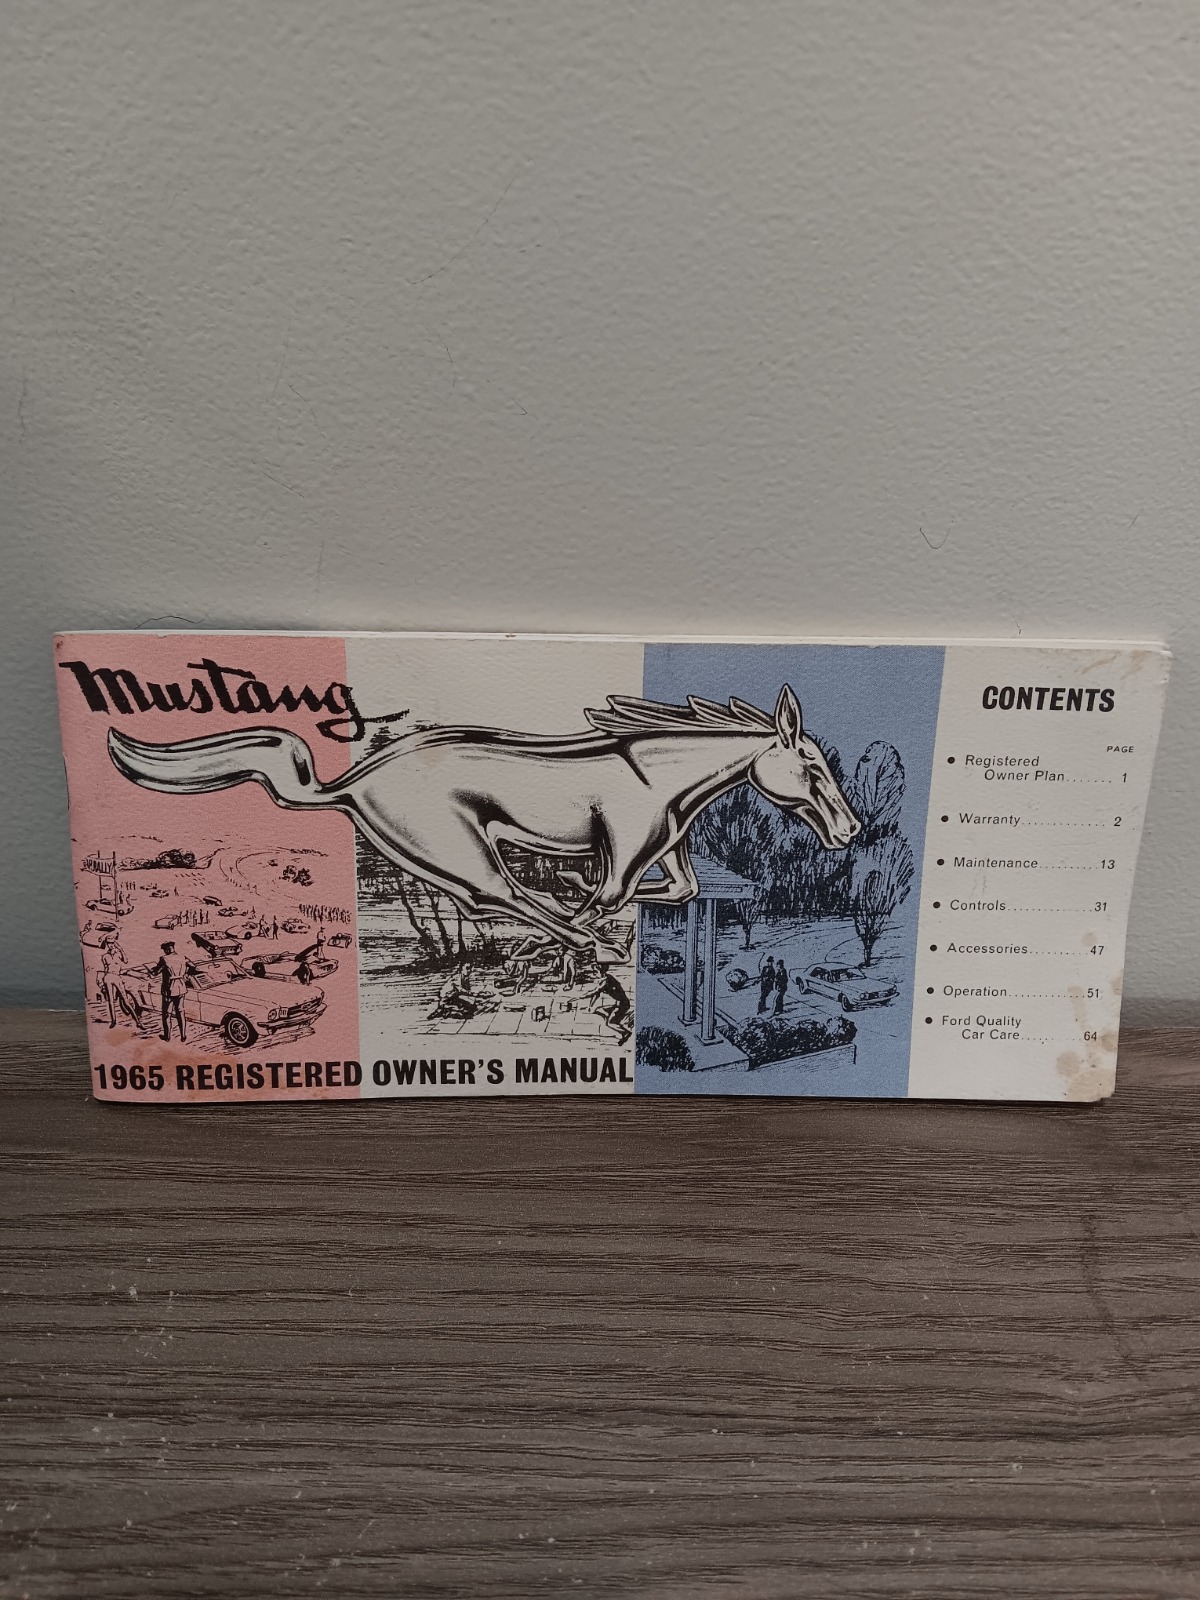 Mustang
RALLY
1965 REGISTERED OWNER'S MANUAL
CONTENTS
PAGE
• Registered
Owner Plan....... 1
• Warranty............ 2
• Maintenance.........13
• Controls............31
• Accessories.........47
• Operation............51
• Ford Quality
Car Care.........64